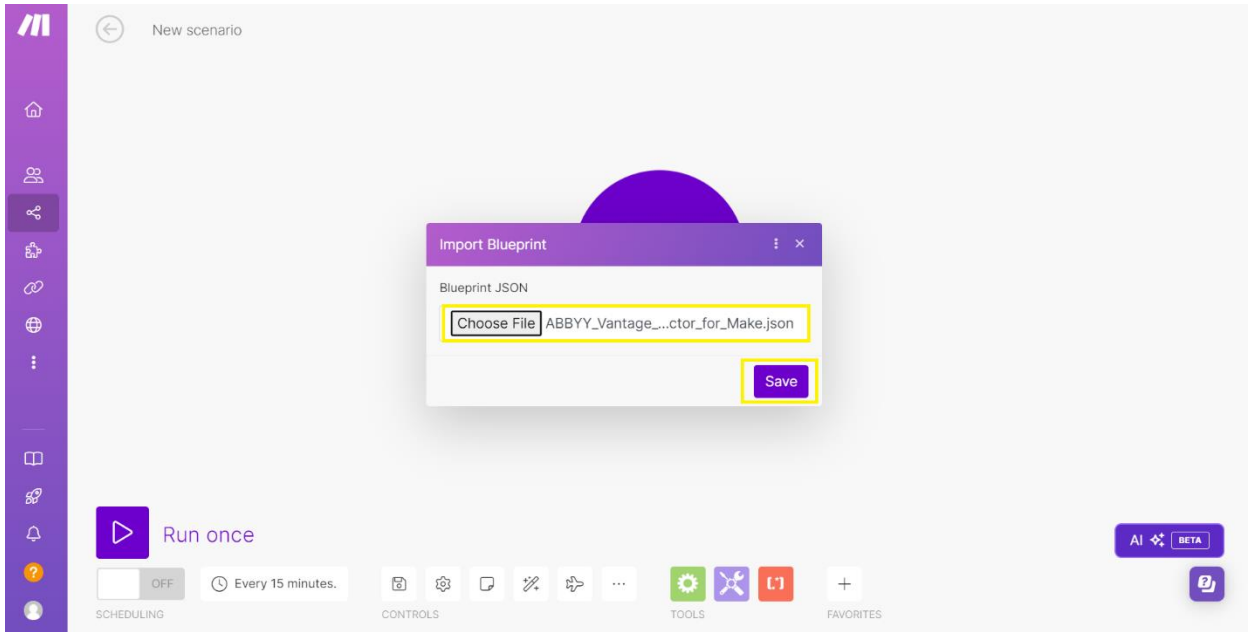 New scenario
Import Blueprint
Blueprint JSON
Choose File ABBYY_Vantage_...ctor_for_Make.json
Save
Run once
AI BETA
OFF Every 15 minutes.
SCHEDULING CONTROLS TOOLS FAVORITES